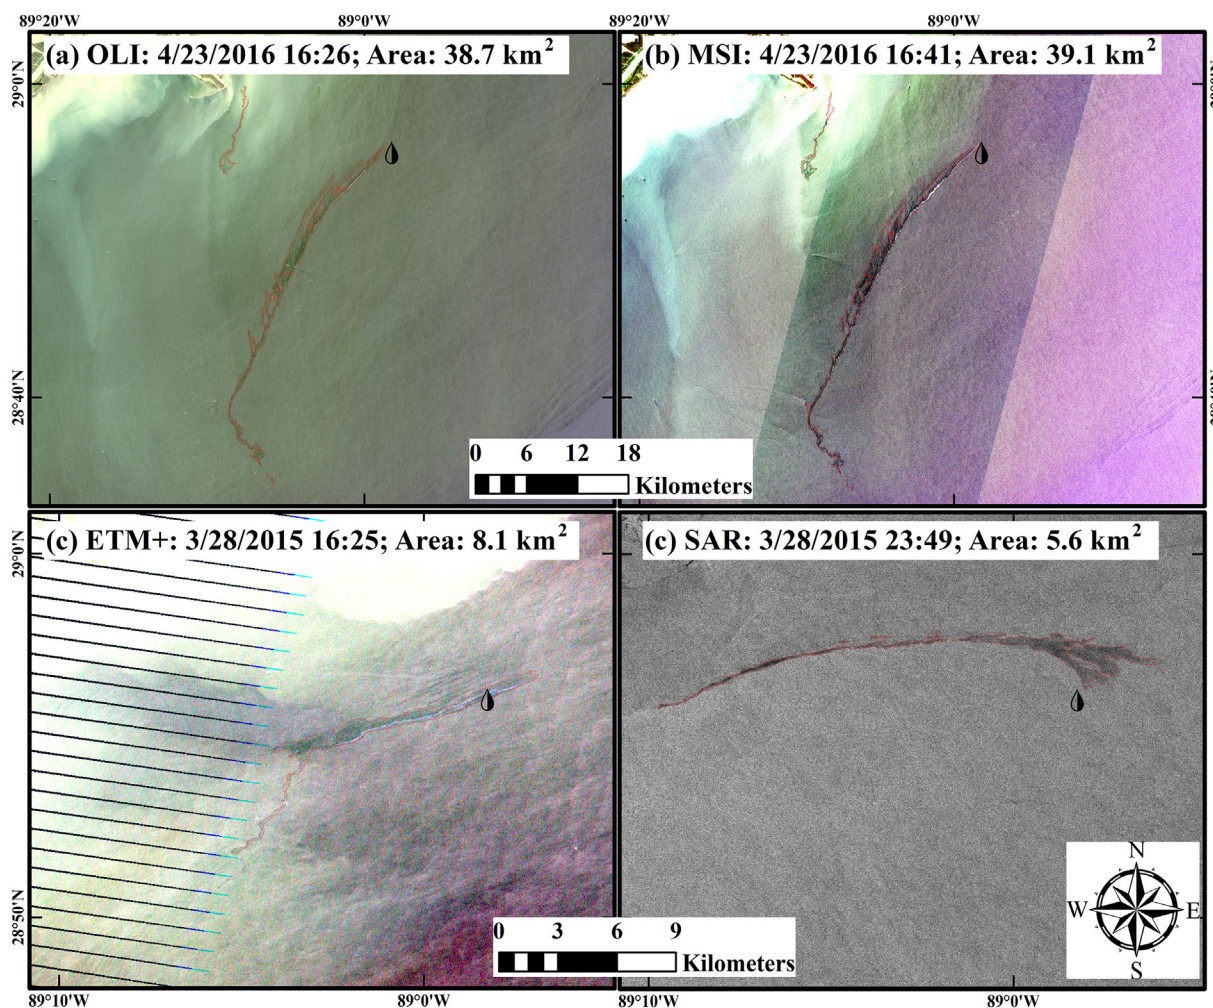 89°20'W 89°0'W 89°20'W 89°0'W
(a) OLI: 4/23/2016 16:26; Area: 38.7 km²
(b) MSI: 4/23/2016 16:41; Area: 39.1 km²
29°0'N
28°40'N
0 6 12 18
Kilometers
(c) ETM+: 3/28/2015 16:25; Area: 8.1 km²
(c) SAR: 3/28/2015 23:49; Area: 5.6 km²
29°0'N
28°50'N
0 3 6 9
Kilometers
N
W E
S
89°10'W 89°0'W 89°10'W 89°0'W